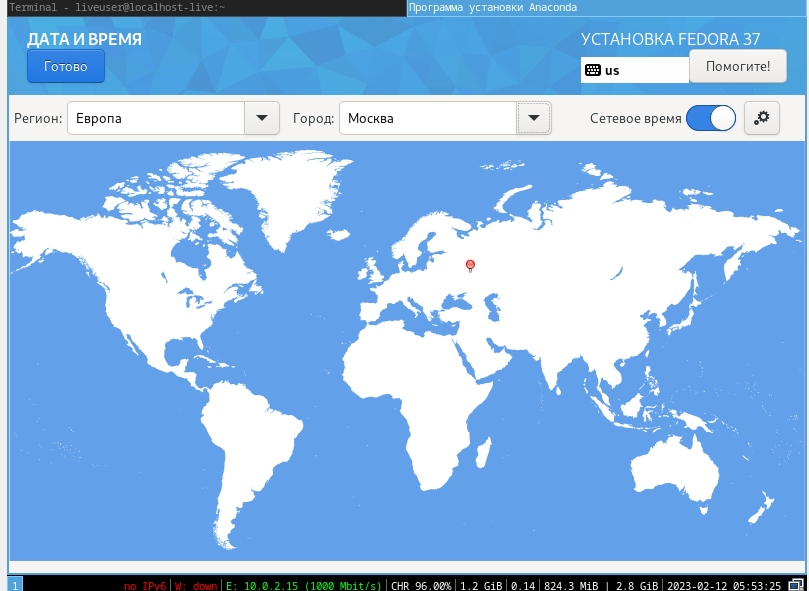 Terminal - liveuser@localhost-live:~
Программа установки Anaconda
ДАТА И ВРЕМЯ
УСТАНОВКА FEDORA 37
Готово
us
Помогите!
Регион: Европа
Город: Москва
Сетевое время
1
no IPv6 W: down E: 10.0.2.15 (1000 Mbit/s) CHR 96.00% 1.2 GiB 0.14 824.3 MiB | 2.8 GiB 2023-02-12 05:53:25